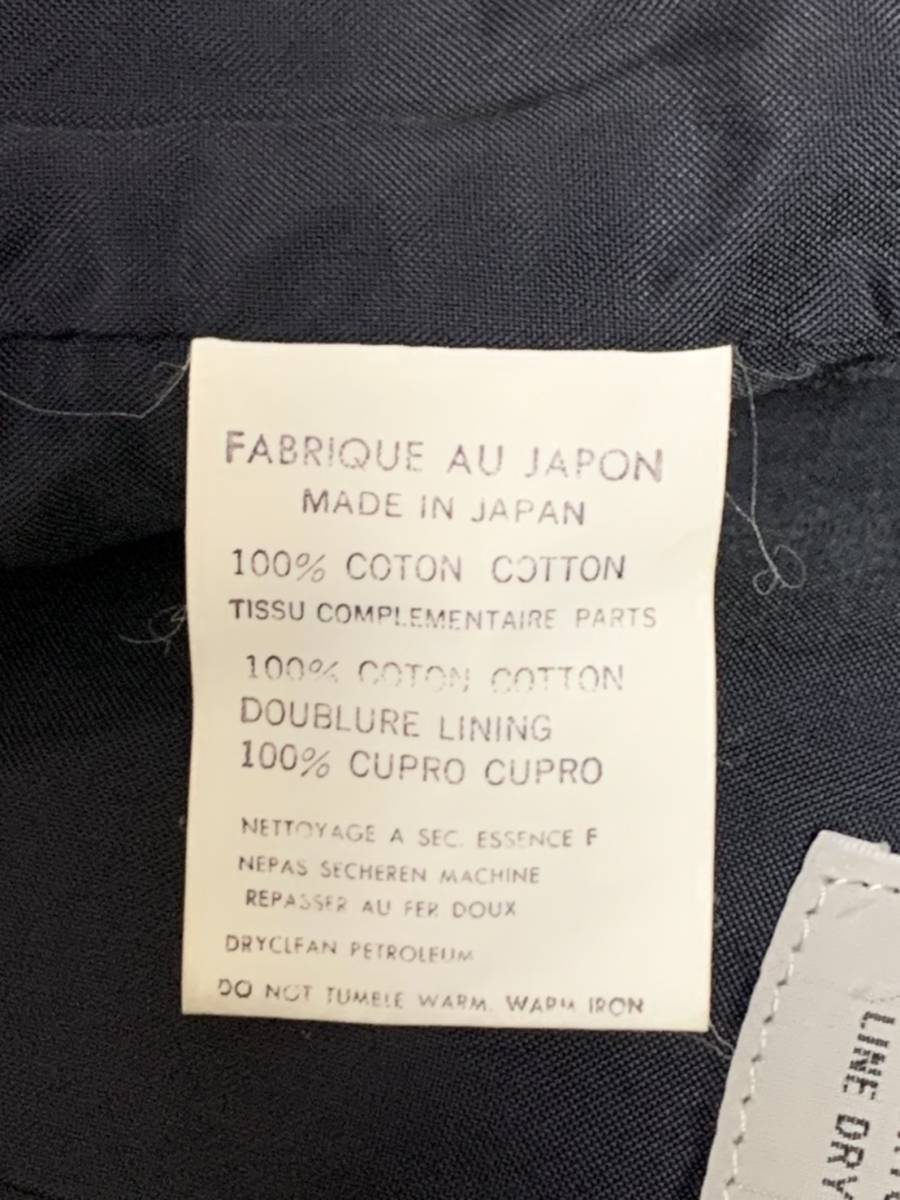 FABRIQUE AU JAPON
MADE IN JAPAN
100% COTON COTTON
TISSU COMPLEMENTAIRE PARTS
100% COTON COTTON
DOUBLURE LINING
100% CUPRO CUPRO
NETTOYAGE A SEC. ESSENCE F
NEPAS SECHEREN MACHINE
REPASSER AU FER DOUX
DRYCLEAN PETROLEUM
DO NOT TUMBLE WARM. WARM IRON
LINE DRY